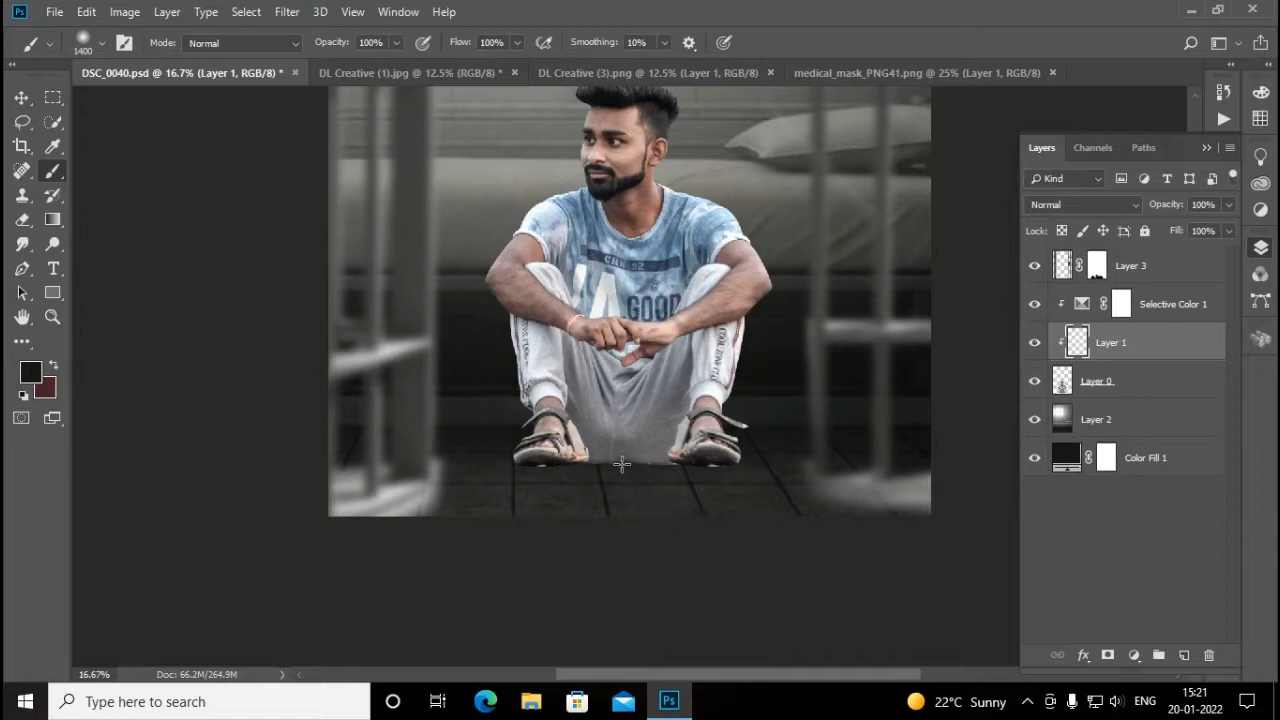 Ps File Edit Image Layer Type Select Filter 3D View Window Help
1400 Mode: Normal Opacity: 100% Flow: 100% Smoothing: 10%
DSC_0040.psd @ 16.7% (Layer 1, RGB/8) * × DL Creative (1).jpg @ 12.5% (RGB/8) * × DL Creative (3).png @ 12.5% (Layer 1, RGB/8) × medical_mask_PNG41.png @ 25% (Layer 1, RGB/8) ×
Layers Channels Paths
Kind
Normal Opacity: 100%
Lock: Fill: 100%
Layer 3
Selective Color 1
Layer 1
Layer 0
Layer 2
Color Fill 1
GOOD
16.67% Doc: 66.2M/264.9M
Type here to search
Ps
22°C Sunny
ENG
15:21
20-01-2022